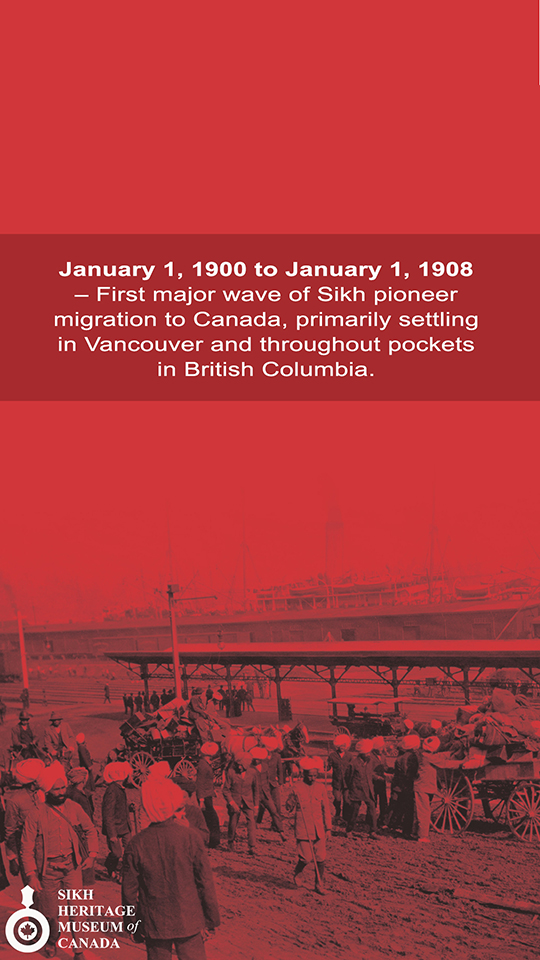 January 1, 1900 to January 1, 1908
– First major wave of Sikh pioneer
migration to Canada, primarily settling
in Vancouver and throughout pockets
in British Columbia.
SIKH
HERITAGE
MUSEUM of
CANADA